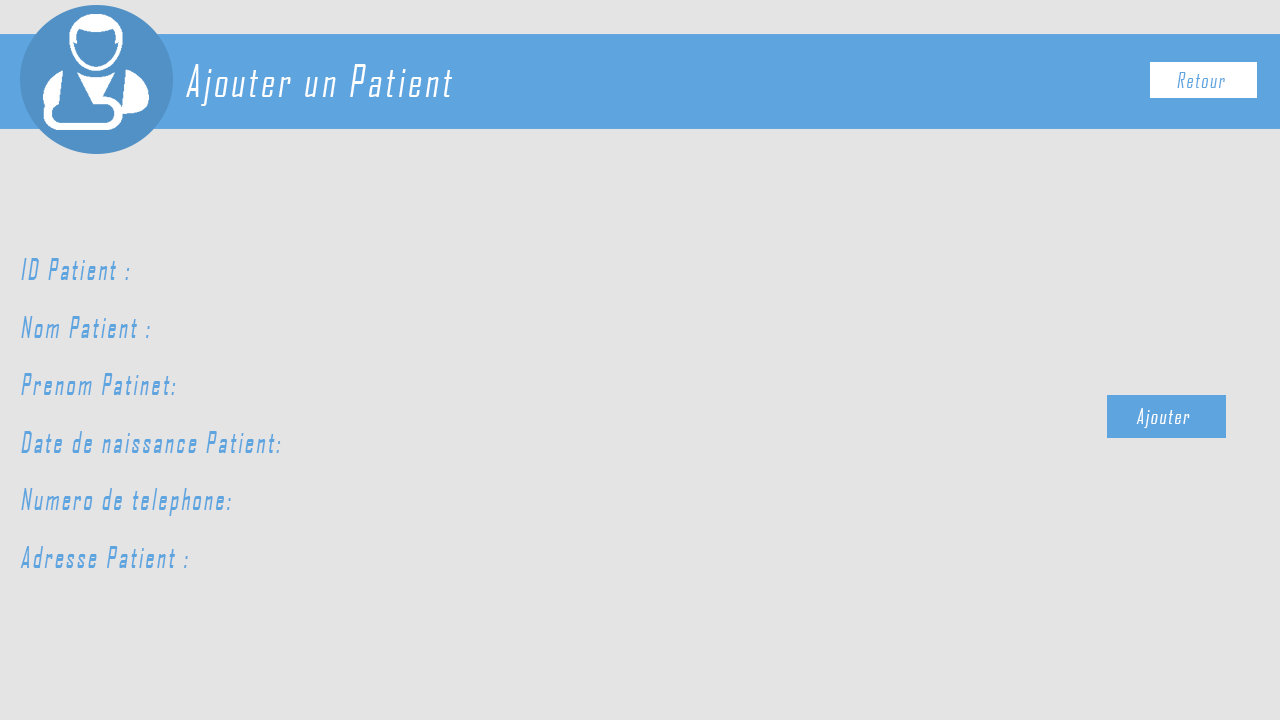 Ajouter un Patient
Retour
ID Patient :
Nom Patient :
Prenom Patinet:
Date de naissance Patient:
Ajouter
Numero de telephone:
Adresse Patient :